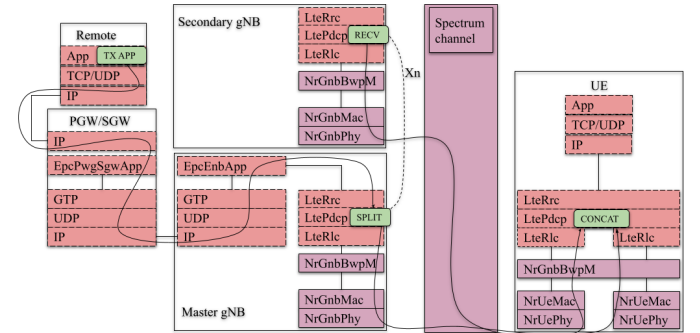 Remote
App
TX APP
TCP/UDP
IP
PGW/SGW
IP
EpcPwgSgwApp
GTP
UDP
IP
Secondary gNB
LteRrc
LtePdcp
RECV
LteRlc
NrGnbBwpM
NrGnbMac
NrGnbPhy
Xn
EpcEnbApp
GTP
UDP
IP
LteRrc
LtePdcp
SPLIT
LteRlc
NrGnbBwpM
NrGnbMac
NrGnbPhy
Master gNB
Spectrum
channel
UE
App
TCP/UDP
IP
LteRrc
LtePdcp
CONCAT
LteRlc
LteRlc
NrGnbBwpM
NrUeMac
NrUePhy
NrUeMac
NrUePhy